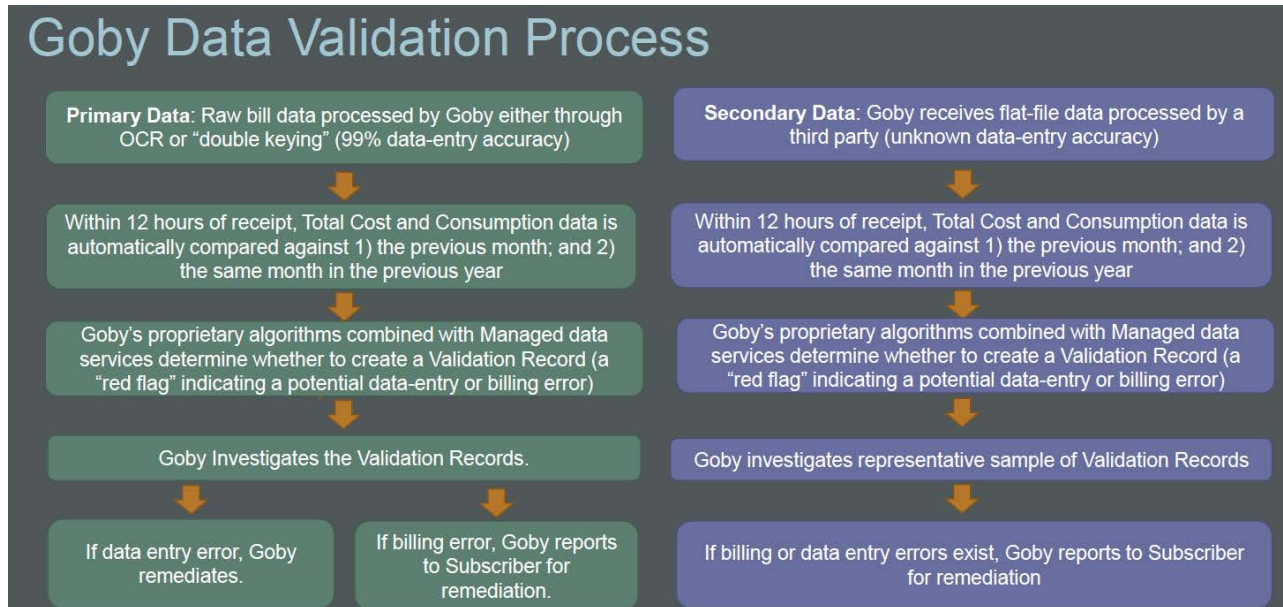 Goby Data Validation Process
Primary Data: Raw bill data processed by Goby either through
OCR or “double keying” (99% data-entry accuracy)
Within 12 hours of receipt, Total Cost and Consumption data is
automatically compared against 1) the previous month; and 2)
the same month in the previous year
Goby’s proprietary algorithms combined with Managed data
services determine whether to create a Validation Record (a
“red flag” indicating a potential data-entry or billing error)
Goby Investigates the Validation Records.
If data entry error, Goby
remediates.
If billing error, Goby reports
to Subscriber for
remediation.
Secondary Data: Goby receives flat-file data processed by a
third party (unknown data-entry accuracy)
Within 12 hours of receipt, Total Cost and Consumption data is
automatically compared against 1) the previous month; and 2)
the same month in the previous year
Goby’s proprietary algorithms combined with Managed data
services determine whether to create a Validation Record (a
“red flag” indicating a potential data-entry or billing error)
Goby investigates representative sample of Validation Records
If billing or data entry errors exist, Goby reports to Subscriber
for remediation